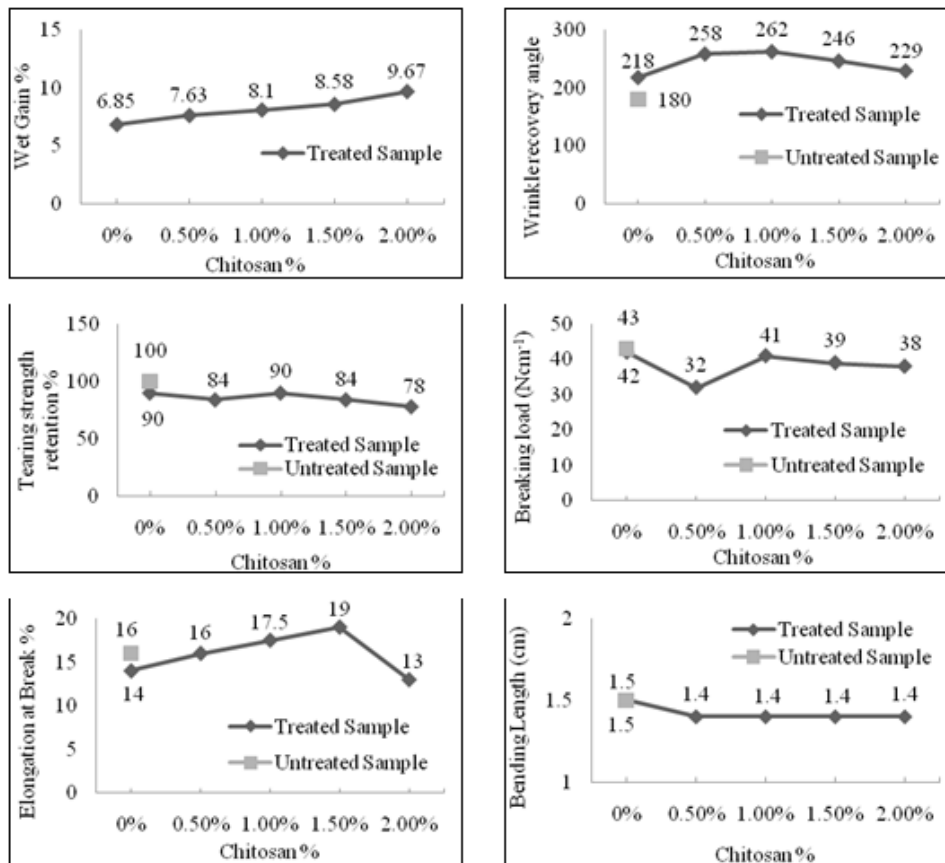 15
10
5
0
Wet Gain %
6.85
7.63
8.1
8.58
9.67
Treated Sample
0% 0.50% 1.00% 1.50% 2.00%
Chitosan %
300
200
100
0
Wrinkle recovery angle
218
258
262
246
229
180
Treated Sample
Untreated Sample
0% 0.50% 1.00% 1.50% 2.00%
Chitosan %
150
100
50
0
Tearing strength
retention %
100
90
84
90
84
78
Treated Sample
Untreated Sample
0% 0.50% 1.00% 1.50% 2.00%
Chitosan %
50
40
30
20
10
0
Breaking load (Ncm⁻¹)
43
42
32
41
39
38
Treated Sample
Untreated Sample
0% 0.50% 1.00% 1.50% 2.00%
Chitosan %
20
15
10
5
0
Elongation at Break %
16
14
16
17.5
19
13
Treated Sample
Untreated Sample
0% 0.50% 1.00% 1.50% 2.00%
Chitosan %
2
1.5
1
Bending Length (cm)
Treated Sample
Untreated Sample
1.5
1.5
1.4
1.4
1.4
1.4
0% 0.50% 1.00% 1.50% 2.00%
Chitosan %